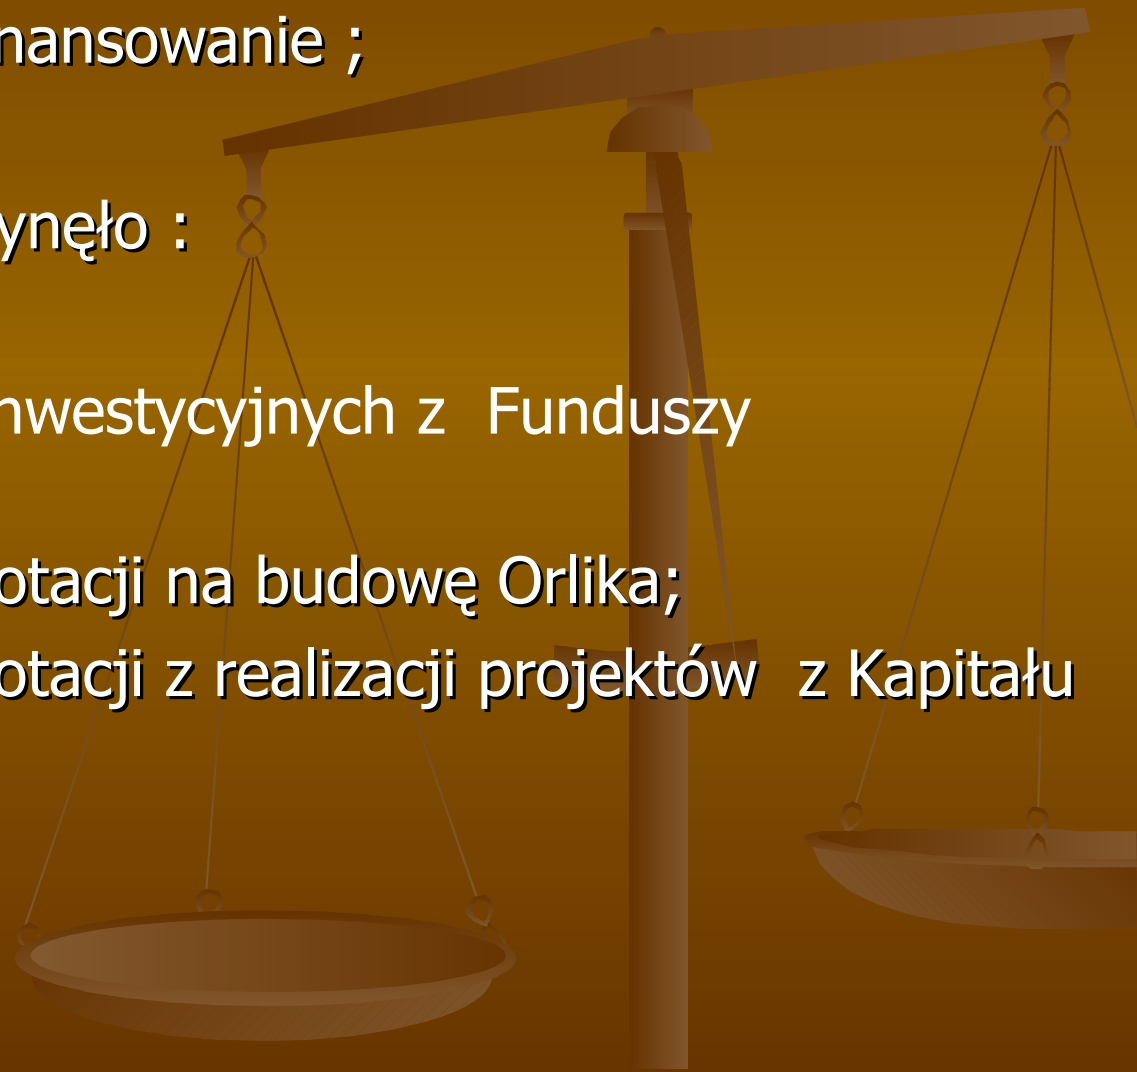 nansowanie ;
ynęło :
nwestycyjnych z Funduszy
otacji na budowę Orlika;
otacji z realizacji projektów z Kapitału